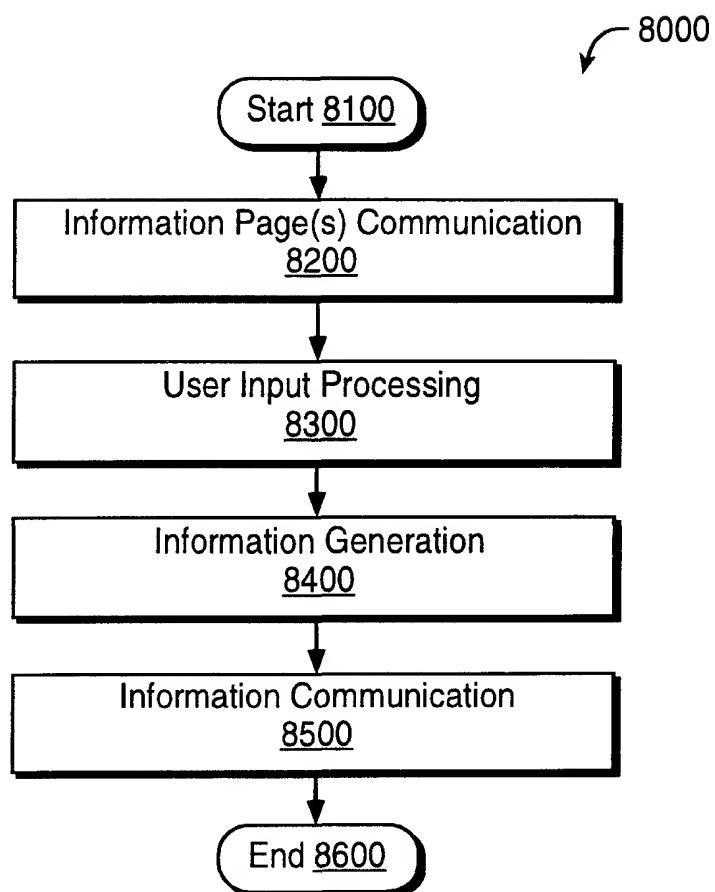 8000
Start 8100
Information Page(s) Communication
8200
User Input Processing
8300
Information Generation
8400
Information Communication
8500
End 8600